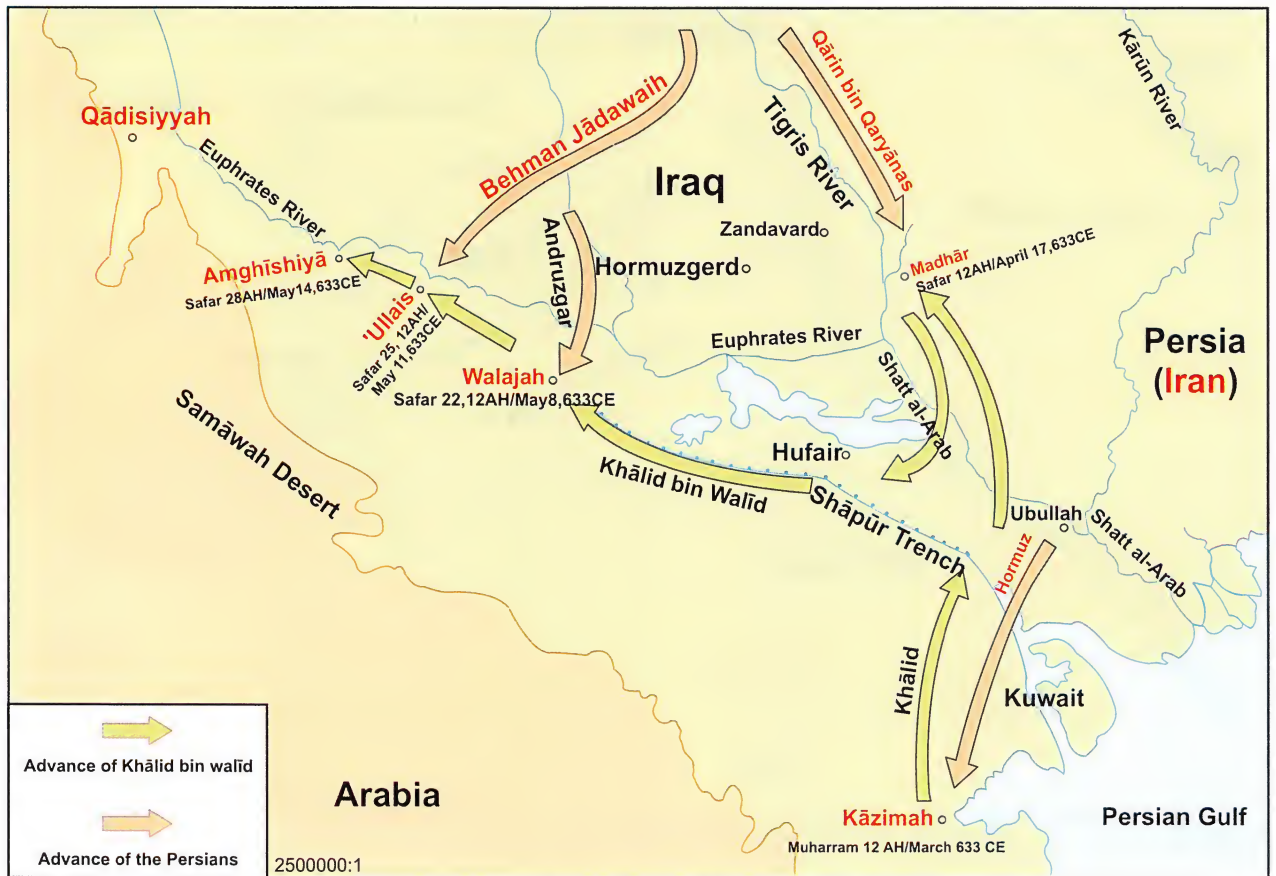 Qārin bin Qaryānas
Kārūn River
Qādisiyyah
Behman Jādawaih
Tigris River
Euphrates River
Iraq
Zandavard
Andruzgar
Hormuzgerd
Madhār
Safar 12AH/April 17,633CE
Amghīshiyā
Safar 28AH/May14,633CE
'Ullais
Safar 25, 12AH/
May 11,633CE
Euphrates River
Persia
(Iran)
Walajah
Safar 22,12AH/May8,633CE
Shatt al-Arab
Samāwah Desert
Hufair
Khālid bin Walīd
Shāpūr Trench
Ubullah
Shatt al-Arab
Hormuz
Khālid
Kuwait
Advance of Khālid bin walīd
Arabia
Persian Gulf
Kāzimah
Muharram 12 AH/March 633 CE
Advance of the Persians
2500000:1